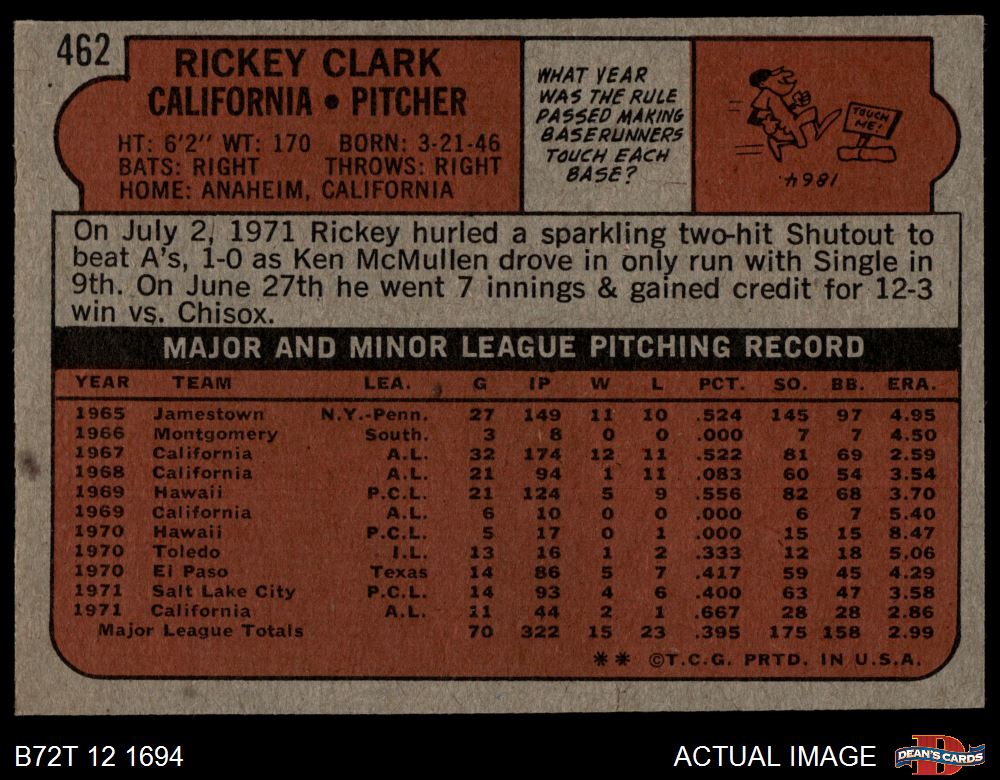 462
RICKEY CLARK
CALIFORNIA • PITCHER
HT: 6'2" WT: 170 BORN: 3-21-46
BATS: RIGHT THROWS: RIGHT
HOME: ANAHEIM, CALIFORNIA
WHAT YEAR
WAS THE RULE
PASSED MAKING
BASERUNNERS
TOUCH EACH
BASE?
TOUCH
ME!
1864.
On July 2, 1971 Rickey hurled a sparkling two-hit Shutout to
beat A's, 1-0 as Ken McMullen drove in only run with Single in
9th. On June 27th he went 7 innings & gained credit for 12-3
win vs. Chisox.
MAJOR AND MINOR LEAGUE PITCHING RECORD
YEAR TEAM LEA. G IP W L PCT. SO. BB. ERA.
1965 Jamestown N.Y.-Penn. 27 149 11 10 .524 145 97 4.95
1966 Montgomery South. 3 8 0 0 .000 7 7 4.50
1967 California A.L. 32 174 12 11 .522 81 69 2.59
1968 California A.L. 21 94 1 11 .083 60 54 3.54
1969 Hawaii P.C.L. 21 124 5 9 .556 82 68 3.70
1969 California A.L. 6 10 0 0 .000 6 7 5.40
1970 Hawaii P.C.L. 5 17 0 1 .000 15 15 8.47
1970 Toledo I.L. 13 16 1 2 .333 12 18 5.06
1970 El Paso Texas 14 86 5 7 .417 59 45 4.29
1971 Salt Lake City P.C.L. 14 93 4 6 .400 63 47 3.58
1971 California A.L. 11 44 2 1 .667 28 28 2.86
Major League Totals 70 322 15 23 .395 175 158 2.99
** ©T.C.G. PRTD. IN U.S.A.
B72T 12 1694
ACTUAL IMAGE
DEAN'S CARDS